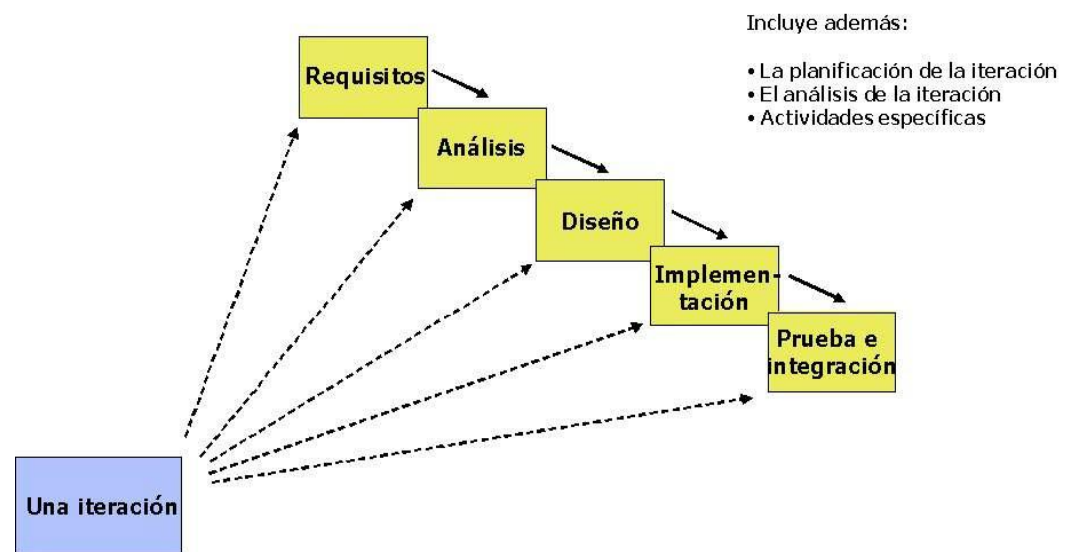 Incluye además:
• La planificación de la iteración
• El análisis de la iteración
• Actividades específicas
Requisitos
Análisis
Diseño
Implemen-
tación
Prueba e
integración
Una iteración